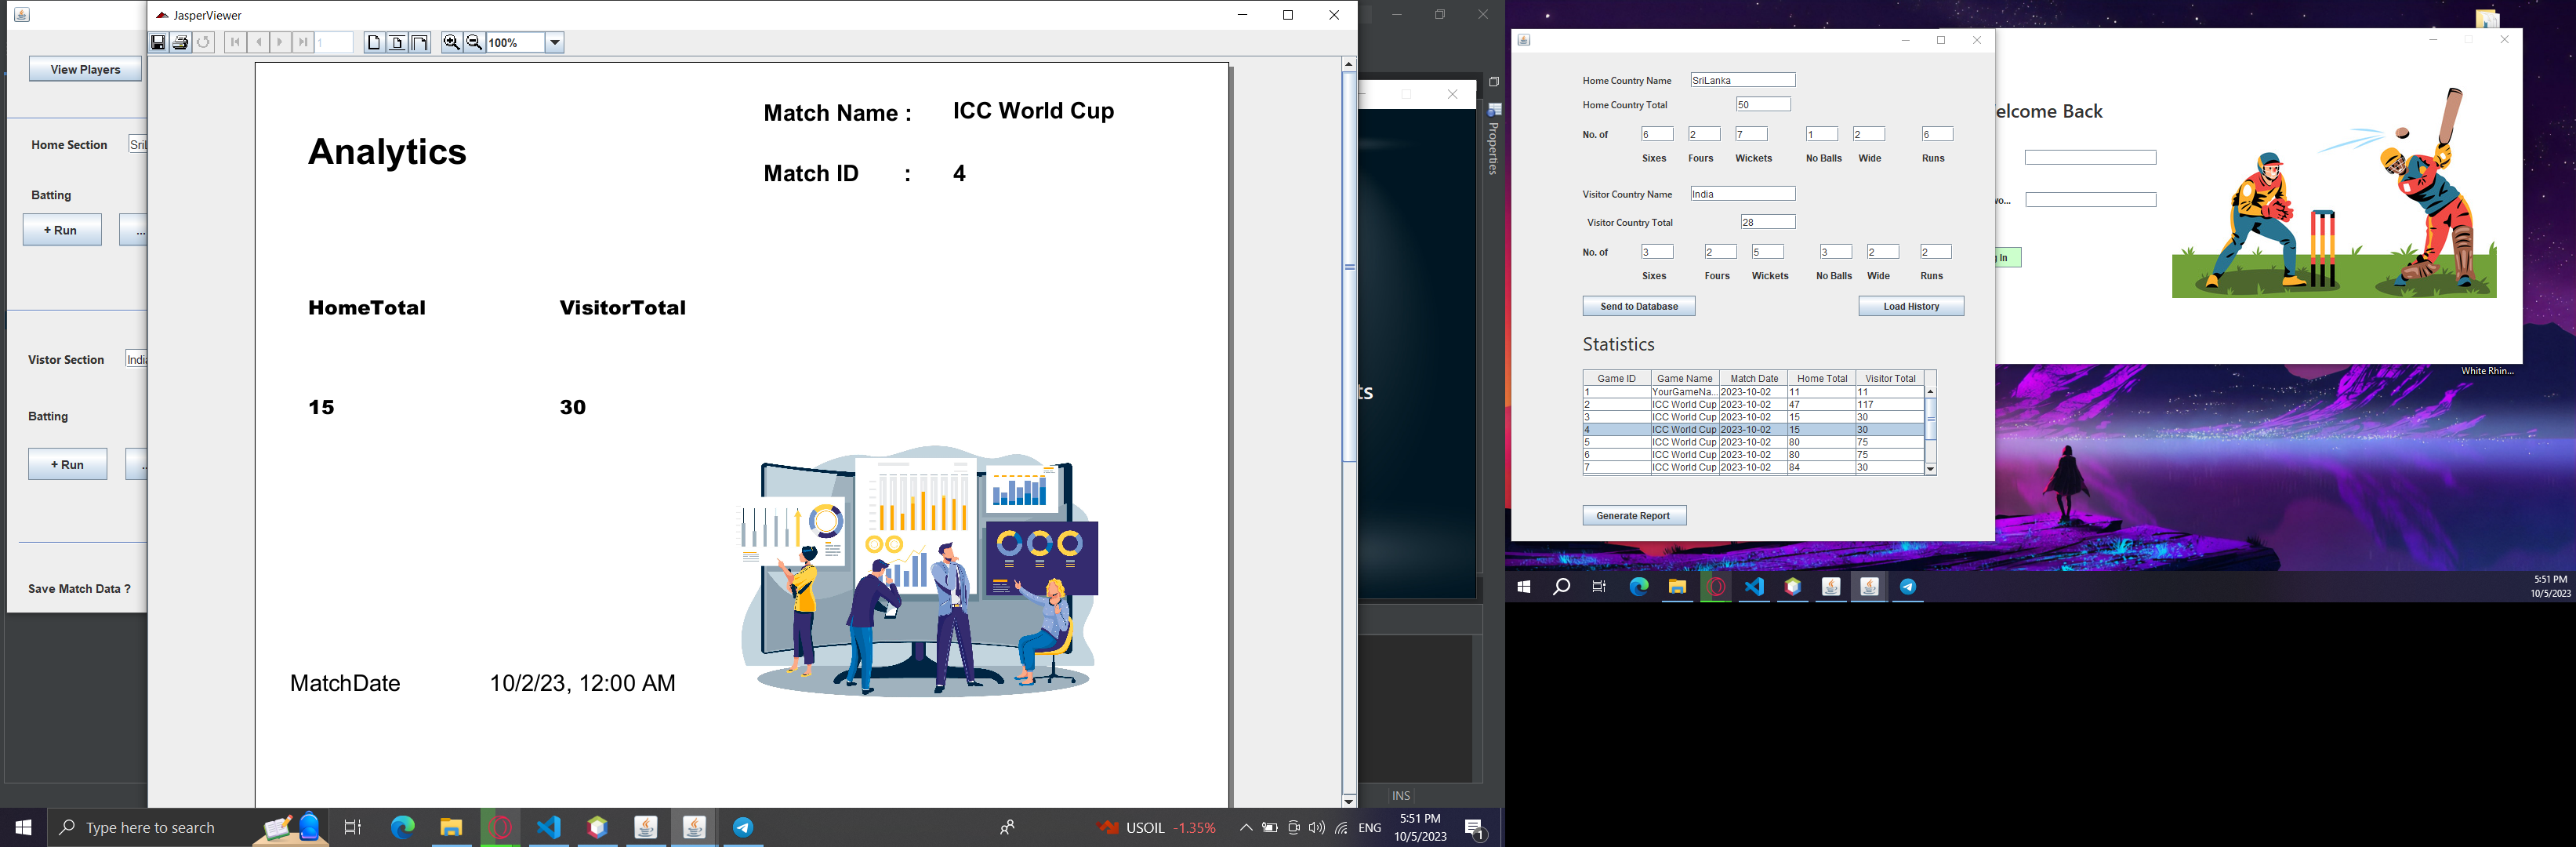 JasperViewer
100%
1
View Players
Home Section
Sril
Batting
+ Run
...
Vistor Section
India
Batting
+ Run
..
Save Match Data ?
Analytics
Match Name :
ICC World Cup
Match ID :
4
HomeTotal
VisitorTotal
15
30
MatchDate
10/2/23, 12:00 AM
ts
Properties
INS
Type here to search
USOIL -1.35%
ENG
5:51 PM
10/5/2023
1
Home Country Name
SriLanka
Home Country Total
50
No. of
6 2 7 1 2 6
Sixes Fours Wickets No Balls Wide Runs
Visitor Country Name
India
Visitor Country Total
28
No. of
3 2 5 3 2 2
Sixes Fours Wickets No Balls Wide Runs
Send to Database
Load History
Statistics
Game ID Game Name Match Date Home Total Visitor Total
1 YourGameNa... 2023-10-02 11 11
2 ICC World Cup 2023-10-02 47 117
3 ICC World Cup 2023-10-02 15 30
4 ICC World Cup 2023-10-02 15 30
5 ICC World Cup 2023-10-02 80 75
6 ICC World Cup 2023-10-02 80 75
7 ICC World Cup 2023-10-02 84 30
Generate Report
elcome Back
vo...
In
White Rhin...
5:51 PM
10/5/2023